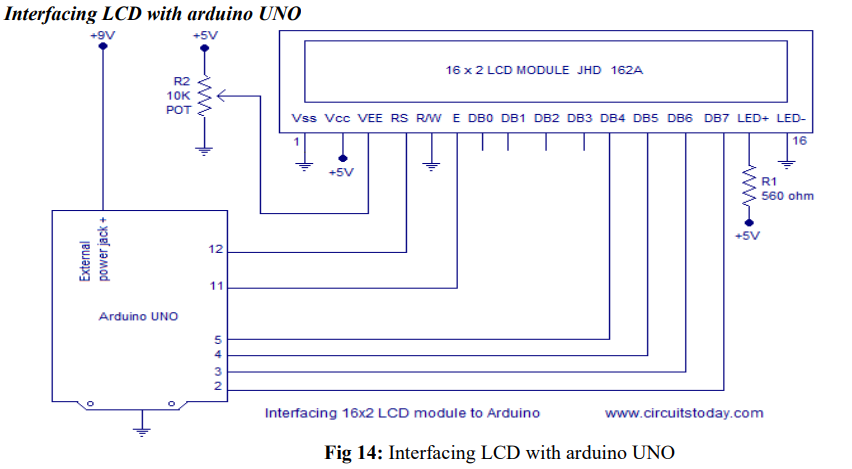 Interfacing LCD with arduino UNO
+9V
+5V
R2
10K
POT
16 x 2 LCD MODULE JHD 162A
Vss Vcc VEE RS R/W E DB0 DB1 DB2 DB3 DB4 DB5 DB6 DB7 LED+ LED-
1
16
+5V
R1
560 ohm
+5V
External
power jack +
12
11
Arduino UNO
5
4
3
2
Interfacing 16x2 LCD module to Arduino
www.circuitstoday.com
Fig 14: Interfacing LCD with arduino UNO